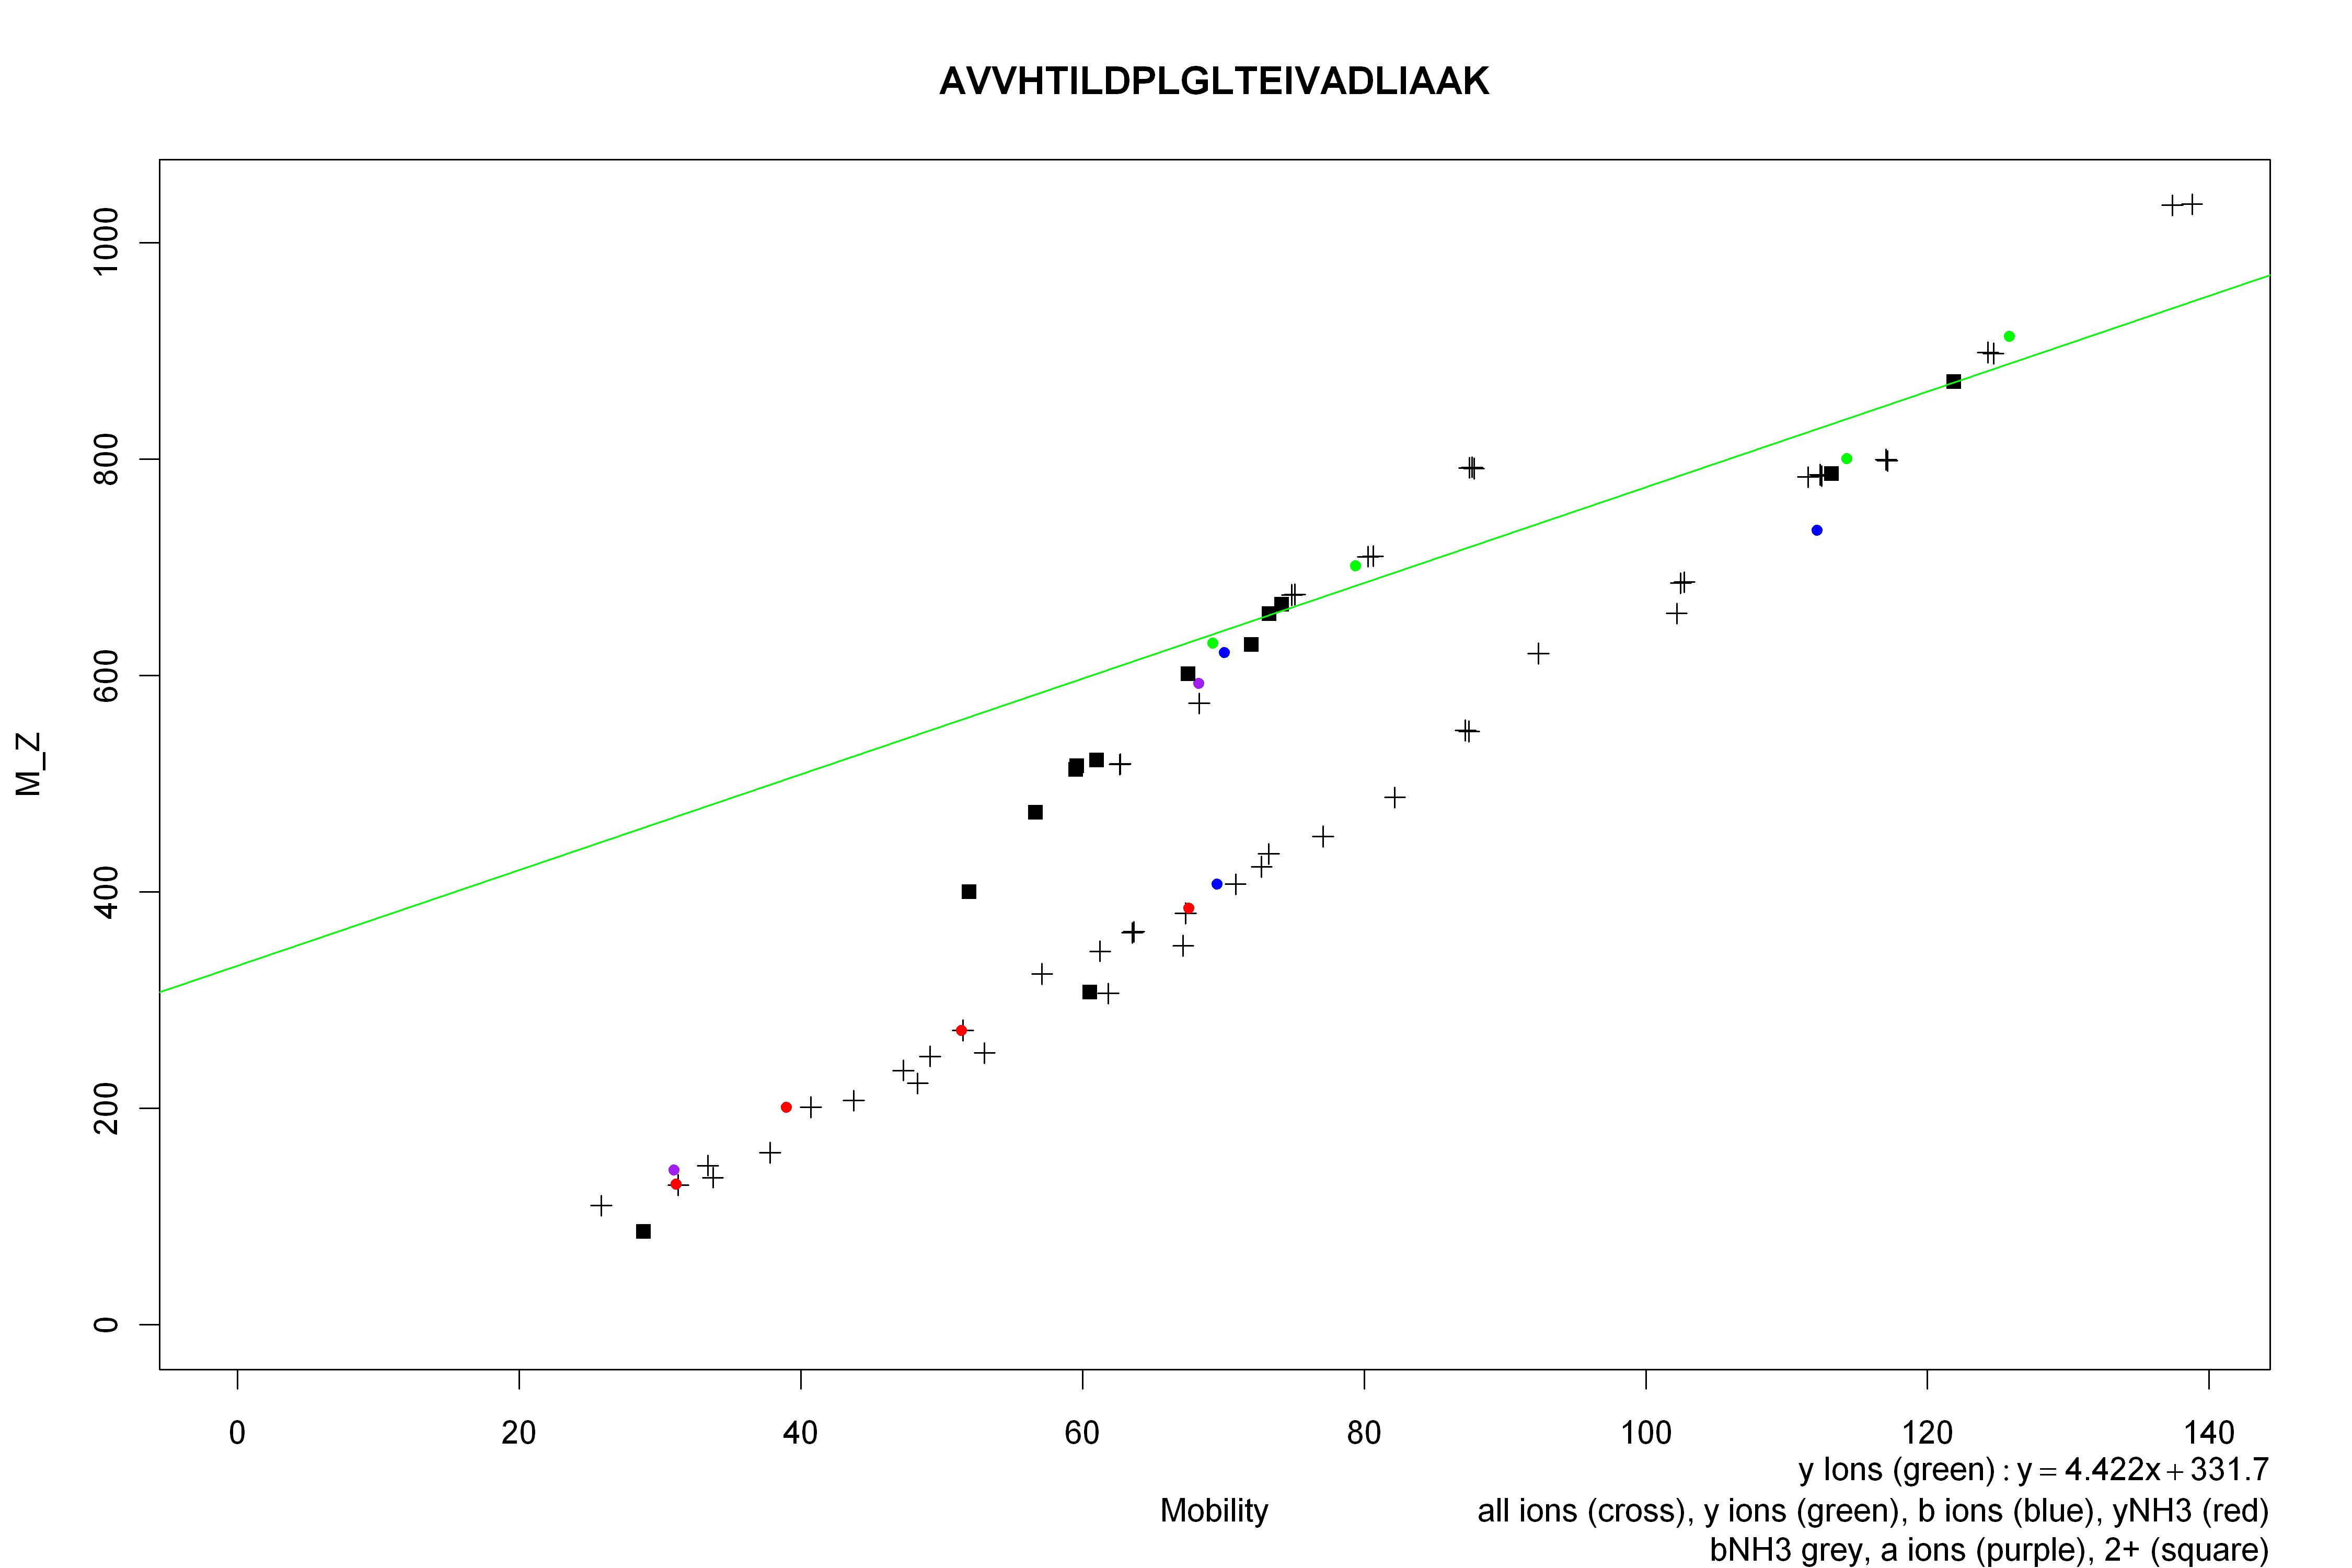 AVVHTILDPLGLTEIVADLIAAK
1000
800
600
400
200
0
M_Z
0 20 40 60 80 100 120 140
y Ions (green) : y = 4.422x + 331.7
Mobility
all ions (cross), y ions (green), b ions (blue), yNH3 (red)
bNH3 grey, a ions (purple), 2+ (square)